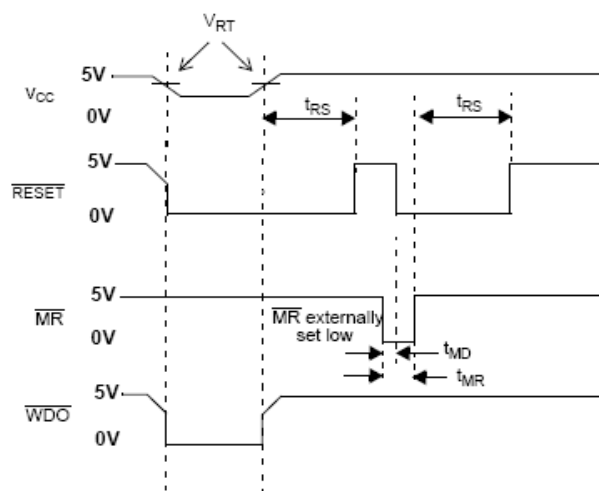 VRT
5V
VCC
0V
tRS
tRS
5V
RESET
0V
5V
MR
0V
MR externally
set low
tMD
tMR
5V
WDO
0V